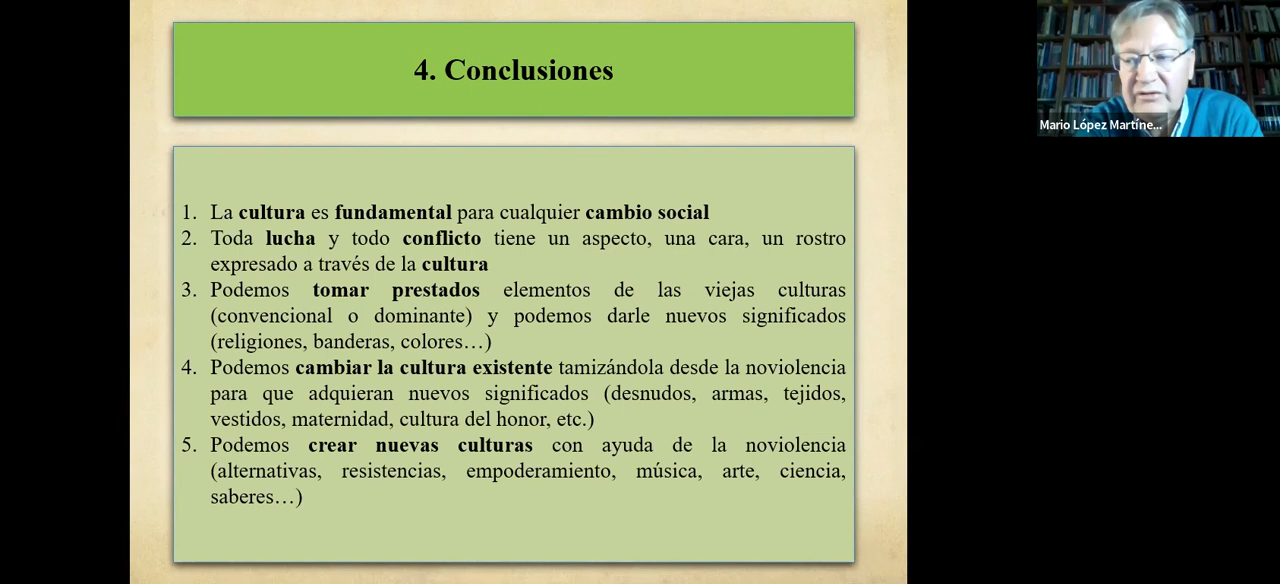 4. Conclusiones
Mario López Martíne...
1. La cultura es fundamental para cualquier cambio social
2. Toda lucha y todo conflicto tiene un aspecto, una cara, un rostro
expresado a través de la cultura
3. Podemos tomar prestados elementos de las viejas culturas
(convencional o dominante) y podemos darle nuevos significados
(religiones, banderas, colores…)
4. Podemos cambiar la cultura existente tamizándola desde la noviolencia
para que adquieran nuevos significados (desnudos, armas, tejidos,
vestidos, maternidad, cultura del honor, etc.)
5. Podemos crear nuevas culturas con ayuda de la noviolencia
(alternativas, resistencias, empoderamiento, música, arte, ciencia,
saberes…)